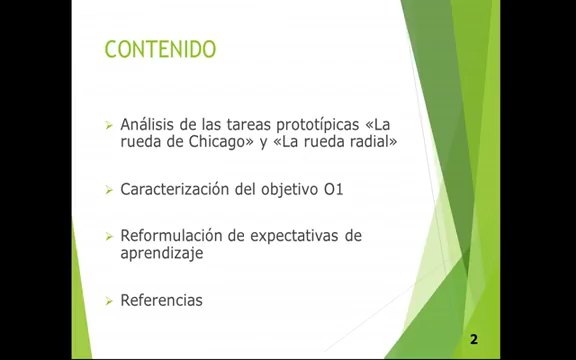 CONTENIDO
Análisis de las tareas prototípicas «La
rueda de Chicago» y «La rueda radial»
Caracterización del objetivo O1
Reformulación de expectativas de
aprendizaje
Referencias
2